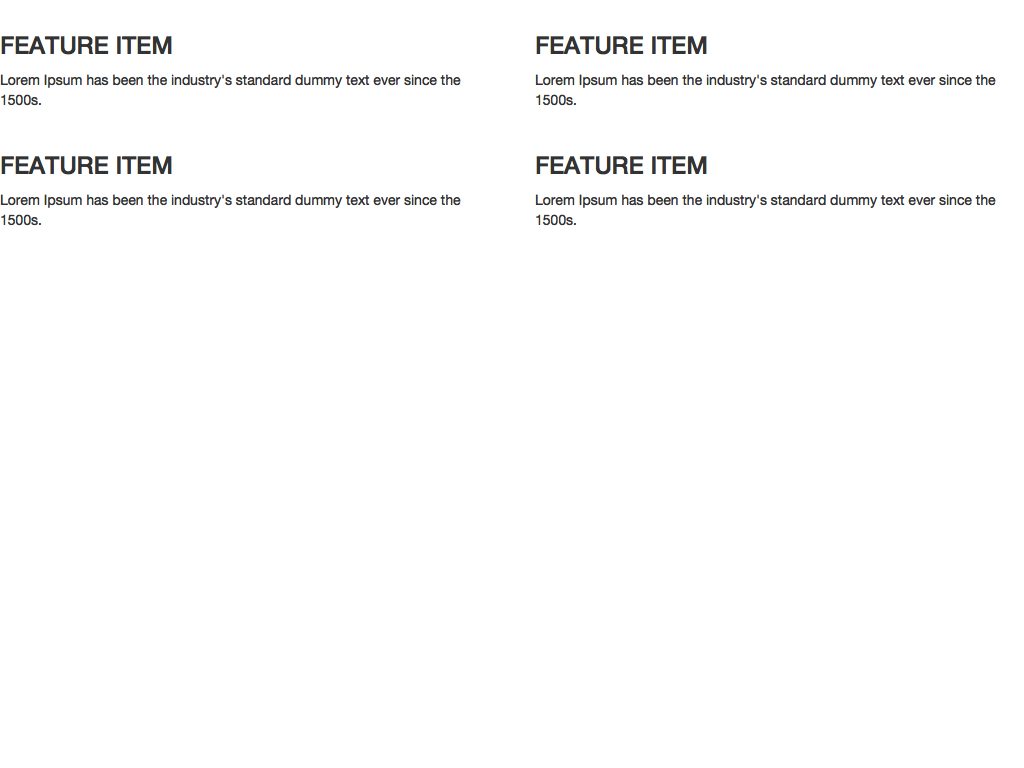 FEATURE ITEM
Lorem Ipsum has been the industry's standard dummy text ever since the
1500s.
FEATURE ITEM
Lorem Ipsum has been the industry's standard dummy text ever since the
1500s.
FEATURE ITEM
Lorem Ipsum has been the industry's standard dummy text ever since the
1500s.
FEATURE ITEM
Lorem Ipsum has been the industry's standard dummy text ever since the
1500s.